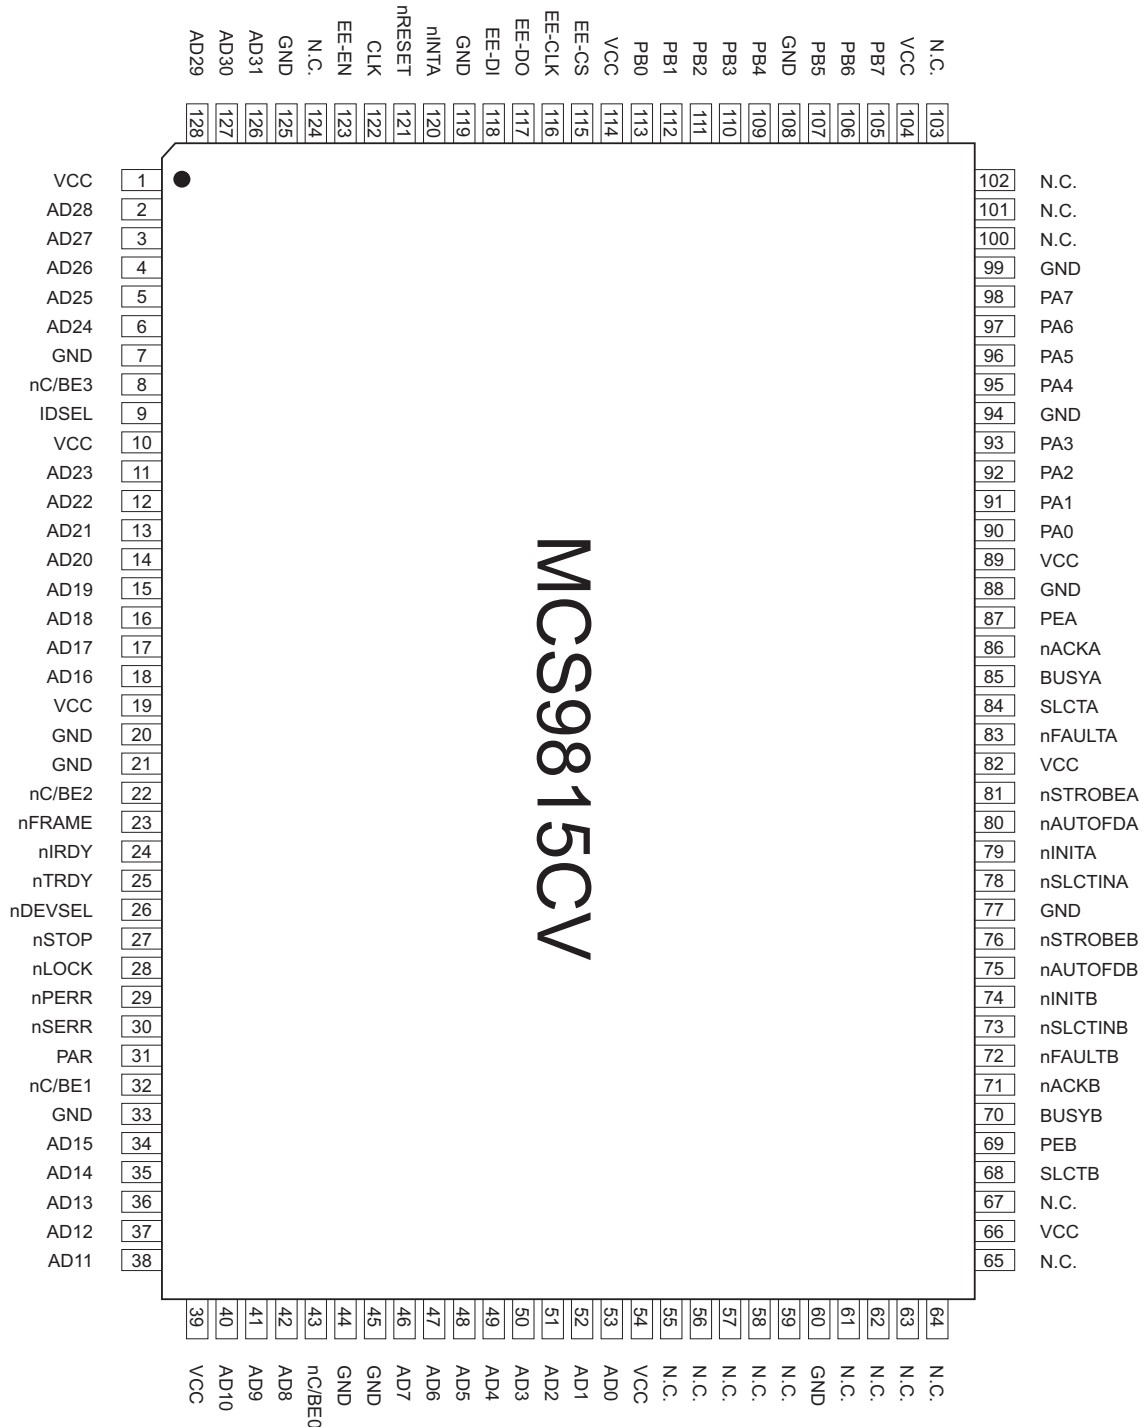 AD29 AD30 AD31 GND N.C. EE-EN CLK nRESET nINTA GND EE-DI EE-DO EE-CLK EE-CS VCC PB0 PB1 PB2 PB3 PB4 GND PB5 PB6 PB7 VCC N.C.
128 127 126 125 124 123 122 121 120 119 118 117 116 115 114 113 112 111 110 109 108 107 106 105 104 103
VCC 1 102 N.C.
AD28 2 101 N.C.
AD27 3 100 N.C.
AD26 4 99 GND
AD25 5 98 PA7
AD24 6 97 PA6
GND 7 96 PA5
nC/BE3 8 95 PA4
IDSEL 9 94 GND
VCC 10 93 PA3
AD23 11 92 PA2
AD22 12 91 PA1
AD21 13 90 PA0
AD20 14 89 VCC
AD19 15 88 GND
AD18 16 87 PEA
AD17 17 86 nACKA
AD16 18 85 BUSYA
VCC 19 84 SLCTA
GND 20 83 nFAULTA
GND 21 82 VCC
nC/BE2 22 81 nSTROBEA
nFRAME 23 80 nAUTOFDA
nIRDY 24 79 nINITA
nTRDY 25 78 nSLCTINA
nDEVSEL 26 77 GND
nSTOP 27 76 nSTROBEB
nLOCK 28 75 nAUTOFDB
nPERR 29 74 nINITB
nSERR 30 73 nSLCTINB
PAR 31 72 nFAULTB
nC/BE1 32 71 nACKB
GND 33 70 BUSYB
AD15 34 69 PEB
AD14 35 68 SLCTB
AD13 36 67 N.C.
AD12 37 66 VCC
AD11 38 65 N.C.
MCS9815CV
39 40 41 42 43 44 45 46 47 48 49 50 51 52 53 54 55 56 57 58 59 60 61 62 63 64
VCC AD10 AD9 AD8 nC/BE0 GND GND AD7 AD6 AD5 AD4 AD3 AD2 AD1 AD0 VCC N.C. N.C. N.C. N.C. N.C. GND N.C. N.C. N.C. N.C.